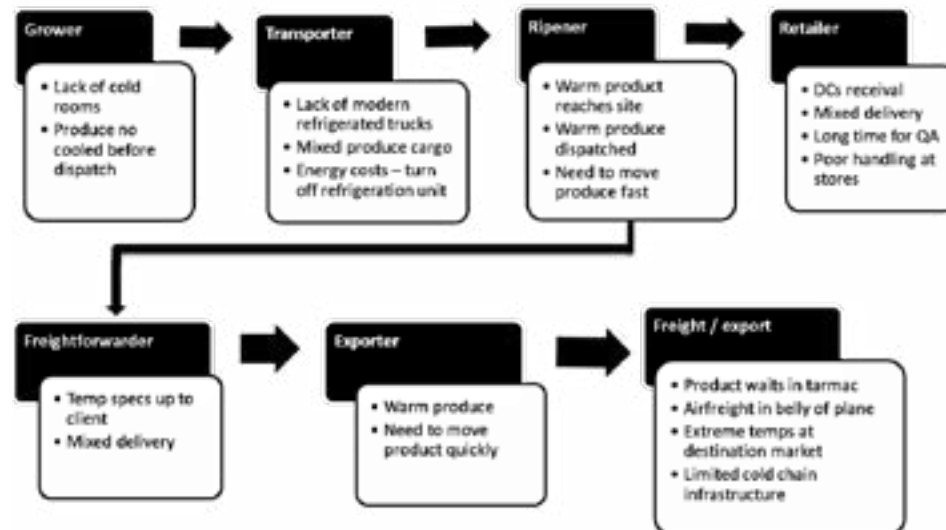 Grower
• Lack of cold
rooms
• Produce no
cooled before
dispatch
Transporter
• Lack of modern
refrigerated trucks
• Mixed produce cargo
• Energy costs – turn
off refrigeration unit
Ripener
• Warm product
reaches site
• Warm produce
dispatched
• Need to move
produce fast
Retailer
• DCs receival
• Mixed delivery
• Long time for QA
• Poor handling at
stores
Freightforwarder
• Temp specs up to
client
• Mixed delivery
Exporter
• Warm produce
• Need to move
product quickly
Freight / export
• Product waits in tarmac
• Airfreight in belly of plane
• Extreme temps at
destination market
• Limited cold chain
infrastructure